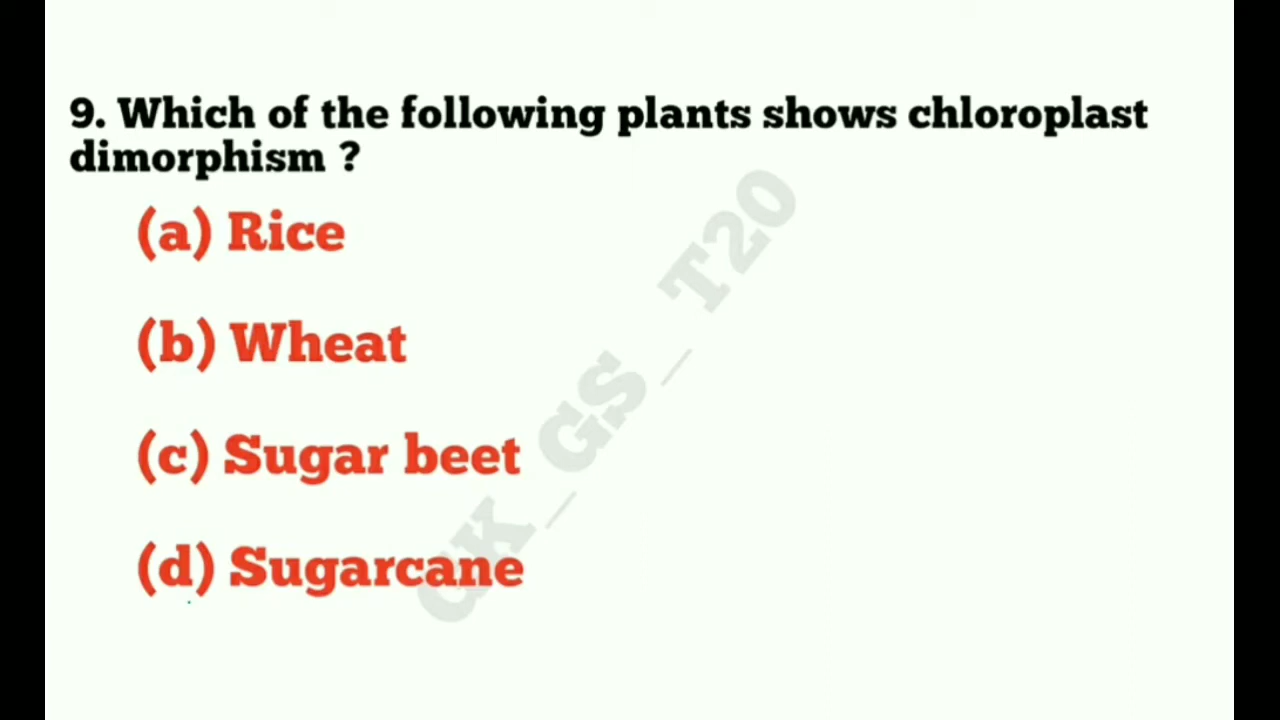 9. Which of the following plants shows chloroplast
dimorphism ?
(a) Rice
(b) Wheat
(c) Sugar beet
(d) Sugarcane
GK_GS_T20